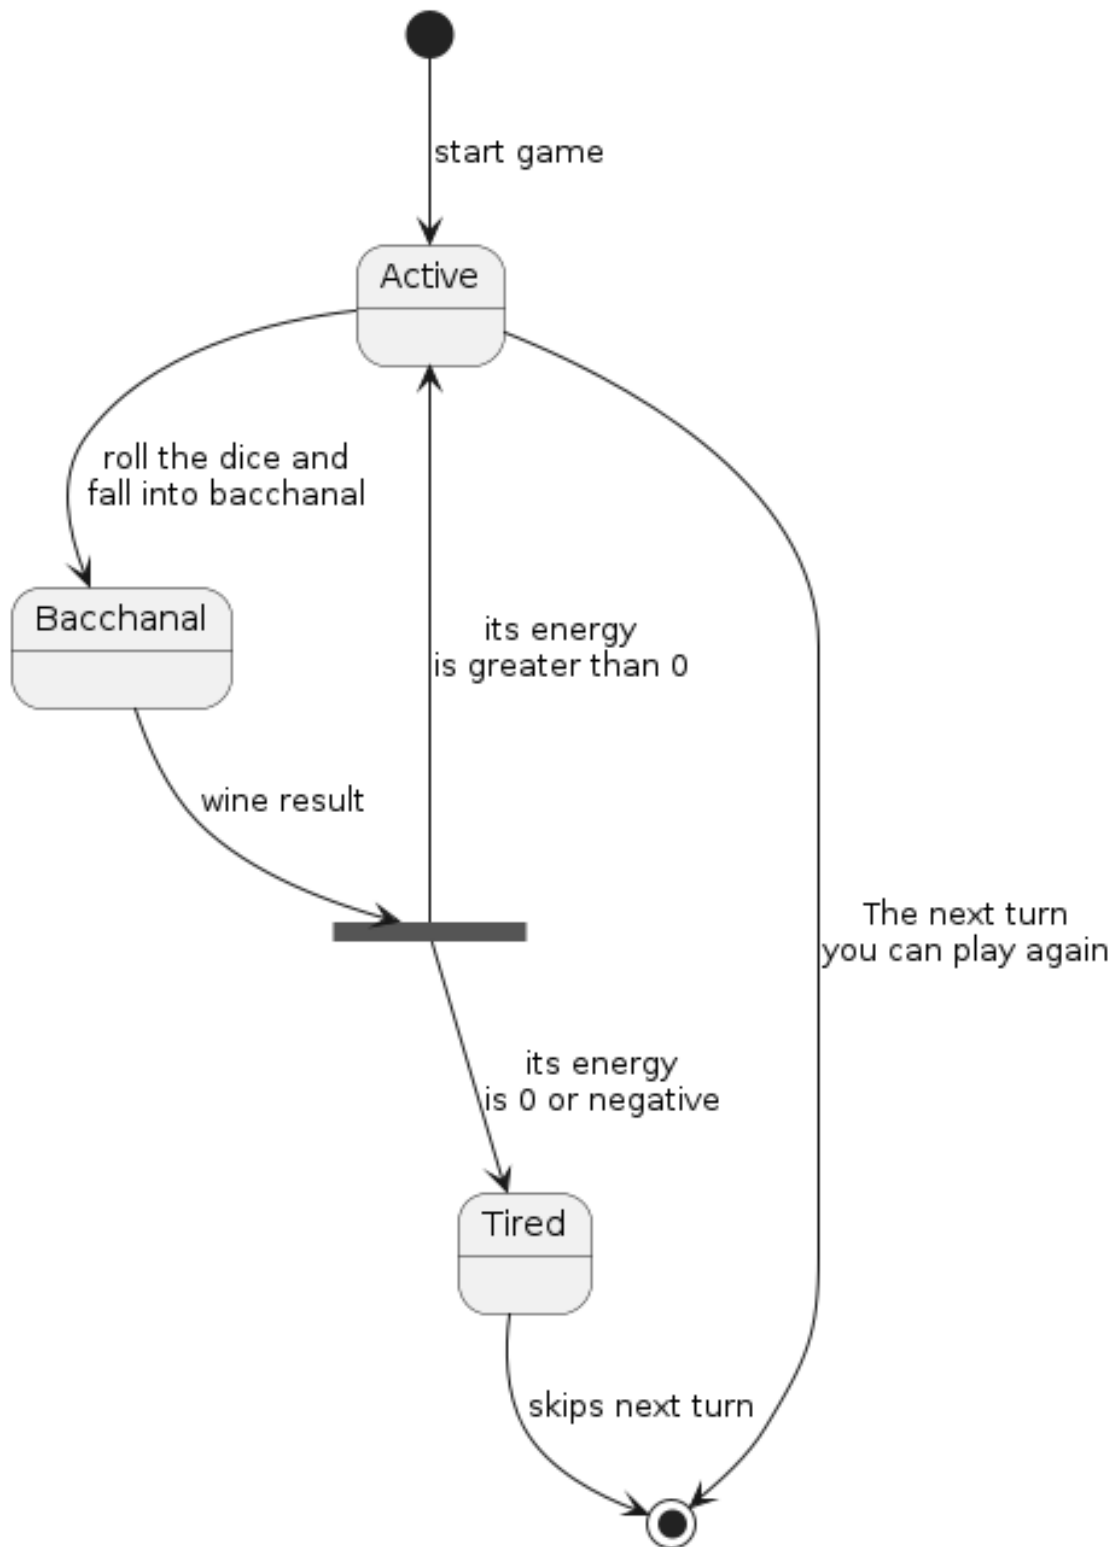 start game
Active
roll the dice and
fall into bacchanal
Bacchanal
its energy
is greater than 0
wine result
The next turn
you can play again
its energy
is 0 or negative
Tired
skips next turn